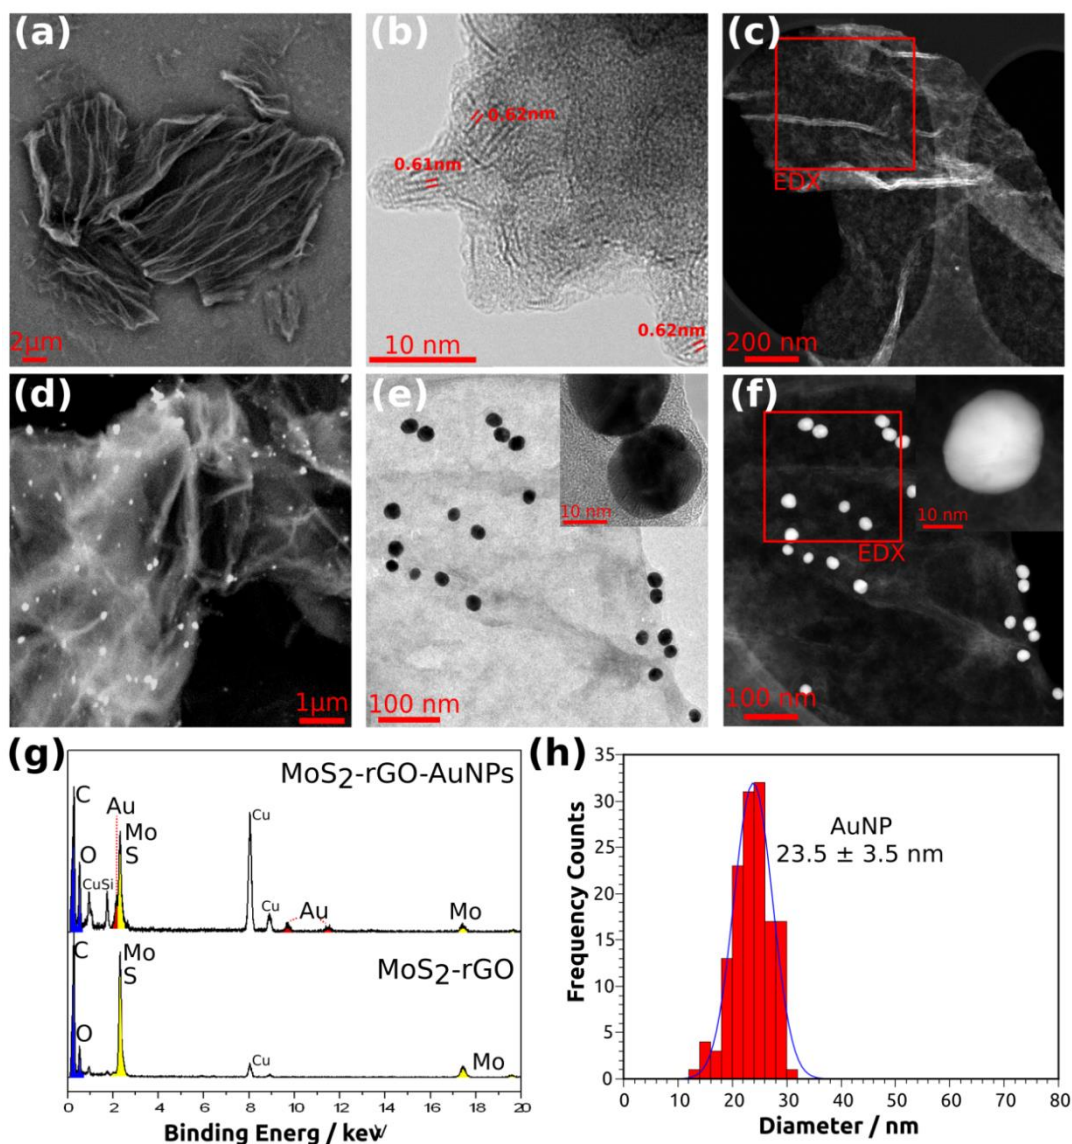 (a)
2μm
(b)
0.62nm
0.61nm
0.62nm
10 nm
(c)
EDX
200 nm
(d)
1μm
(e)
10 nm
100 nm
(f)
EDX
10 nm
100 nm
(g)
MoS2-rGO-AuNPs
C
Au
O
Mo
S
Cu
Si
Cu
Cu
Au
Mo
C
Mo
S
MoS2-rGO
O
Cu
Mo
0 2 4 6 8 10 12 14 16 18 20
Binding Energ / keV
(h)
35
30
25
20
15
10
5
0
Frequency Counts
AuNP
23.5 ± 3.5 nm
0 10 20 30 40 50 60 70 80
Diameter / nm